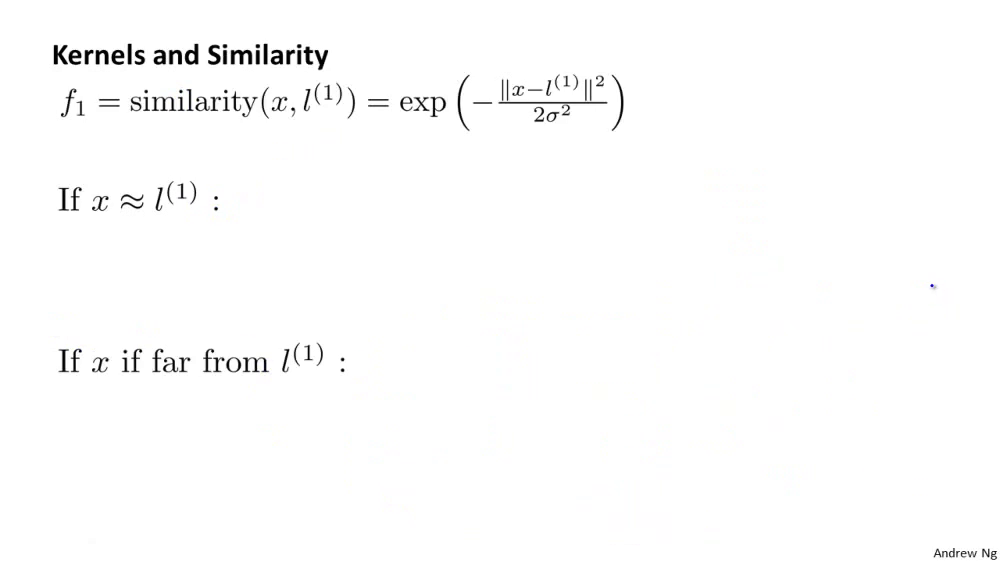 Kernels and Similarity
f₁ = similarity(x, l⁽¹⁾) = exp(−‖x−l⁽¹⁾‖²/2σ²)
If x ≈ l⁽¹⁾ :
If x if far from l⁽¹⁾ :
Andrew Ng